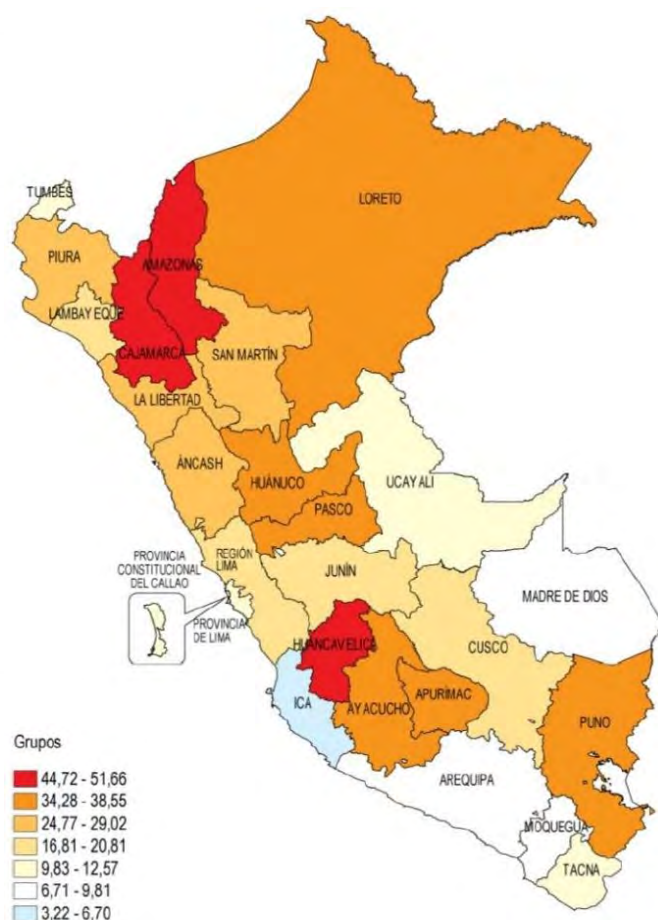 TUMBES
LORETO
PIURA
AMAZONAS
LAMBAYEQUE
CAJAMARCA
SAN MARTÍN
LA LIBERTAD
ÁNCASH
HUÁNUCO
UCAYALI
PASCO
PROVINCIA
CONSTITUCIONAL
DEL CALLAO
REGIÓN
LIMA
JUNÍN
MADRE DE DIOS
PROVINCIA
DE LIMA
HUANCAVELICA
CUSCO
ICA
AYACUCHO
APURÍMAC
PUNO
AREQUIPA
MOQUEGUA
TACNA
Grupos
44,72 - 51,66
34,28 - 38,55
24,77 - 29,02
16,81 - 20,81
9,83 - 12,57
6,71 - 9,81
3,22 - 6,70